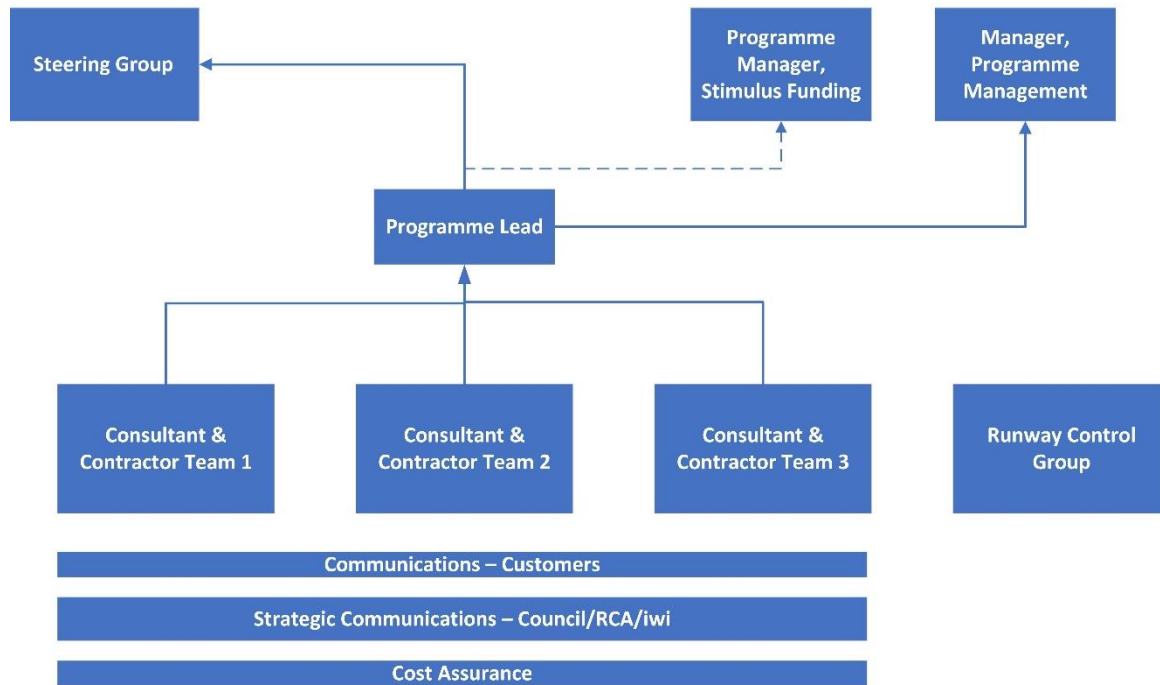 Steering Group
Programme
Manager,
Stimulus Funding
Manager,
Programme
Management
Programme Lead
Consultant &
Contractor Team 1
Consultant &
Contractor Team 2
Consultant &
Contractor Team 3
Runway Control
Group
Communications – Customers
Strategic Communications – Council/RCA/iwi
Cost Assurance